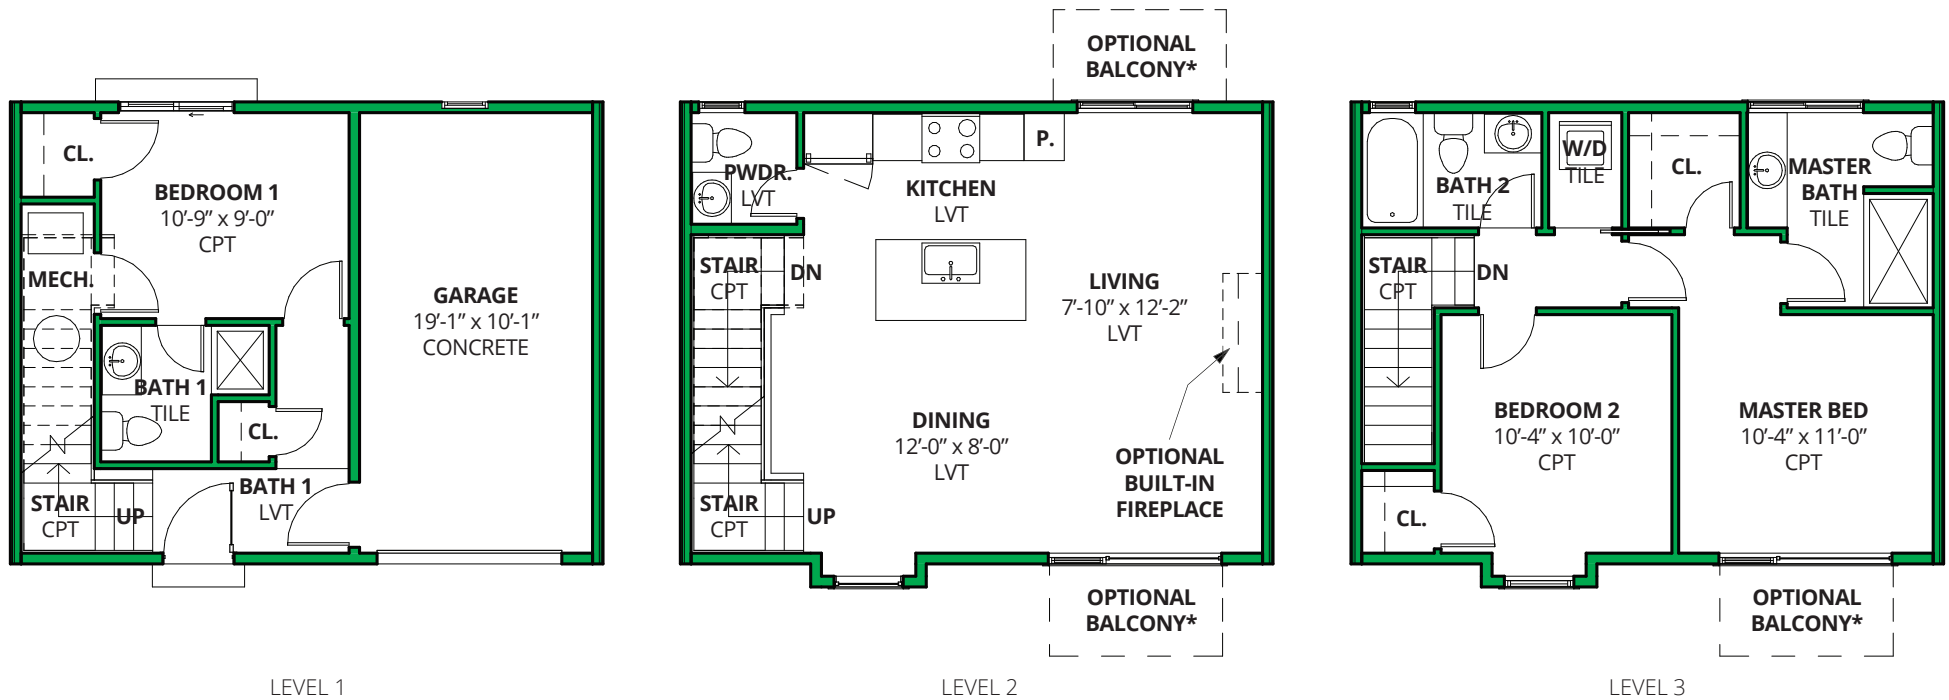 CL.
BEDROOM 1
10’-9” x 9’-0”
CPT
MECH.
GARAGE
19’-1” x 10’-1”
CONCRETE
BATH 1
TILE
CL.
BATH 1
LVT
STAIR
CPT
UP
LEVEL 1
OPTIONAL
BALCONY*
P.
PWDR.
LVT
KITCHEN
LVT
STAIR
CPT
DN
LIVING
7’-10” x 12’-2”
LVT
DINING
12’-0” x 8’-0”
LVT
OPTIONAL
BUILT-IN
FIREPLACE
STAIR
CPT
UP
OPTIONAL
BALCONY*
LEVEL 2
BATH 2
TILE
W/D
TILE
CL.
MASTER
BATH
TILE
STAIR
CPT
DN
BEDROOM 2
10’-4” x 10’-0”
CPT
MASTER BED
10’-4” x 11’-0”
CPT
CL.
OPTIONAL
BALCONY*
LEVEL 3